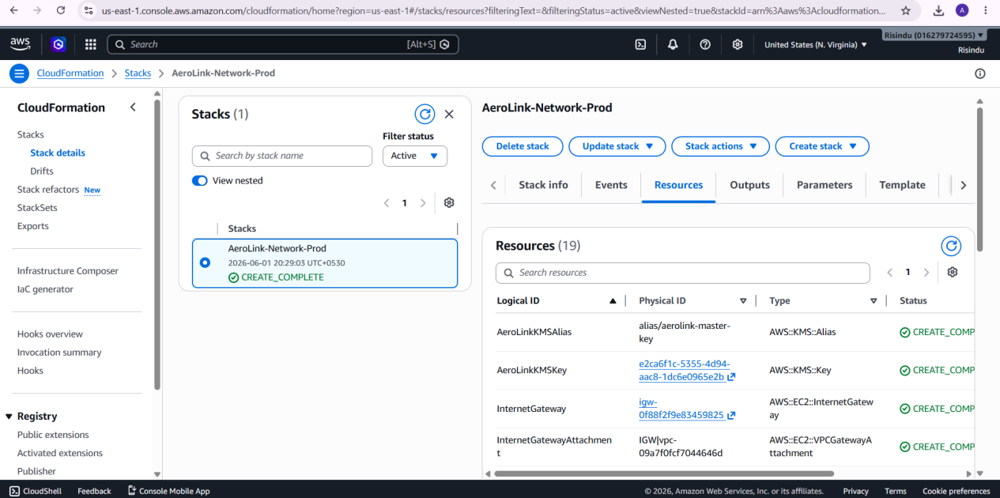 us-east-1.console.aws.amazon.com/cloudformation/home?region=us-east-1#/stacks/resources?filteringText=&filteringStatus=active&viewNested=true&stackId=arn%3Aaws%3Acloudformation...
A
aws
Search
[Alt+S]
United States (N. Virginia)
Risindu (016279724595)
Risindu
CloudFormation
Stacks
AeroLink-Network-Prod
CloudFormation
Stacks
Stack details
Drifts
Stack refactors New
StackSets
Exports
Infrastructure Composer
IaC generator
Hooks overview
Invocation summary
Hooks
Registry
Public extensions
Activated extensions
Publisher
Stacks (1)
Filter status
Search by stack name
Active
View nested
1
Stacks
AeroLink-Network-Prod
2026-06-01 20:29:03 UTC+0530
CREATE_COMPLETE
AeroLink-Network-Prod
Delete stack
Update stack
Stack actions
Create stack
Stack info
Events
Resources
Outputs
Parameters
Template
Resources (19)
Search resources
1
Logical ID
Physical ID
Type
Status
AeroLinkKMSAlias
alias/aerolink-master-
key
AWS::KMS::Alias
CREATE_COMP
AeroLinkKMSKey
e2ca6f1c-5355-4d94-
aac8-1dc6e0965e2b
AWS::KMS::Key
CREATE_COMP
InternetGateway
igw-
0f88f2f9e83459825
AWS::EC2::InternetGatew
ay
CREATE_COMP
InternetGatewayAttachmen
t
IGW|vpc-
09a7f0fcf7044646d
AWS::EC2::VPCGatewayA
ttachment
CREATE_COMP
CloudShell
Feedback
Console Mobile App
© 2026, Amazon Web Services, Inc. or its affiliates.
Privacy
Terms
Cookie preferences